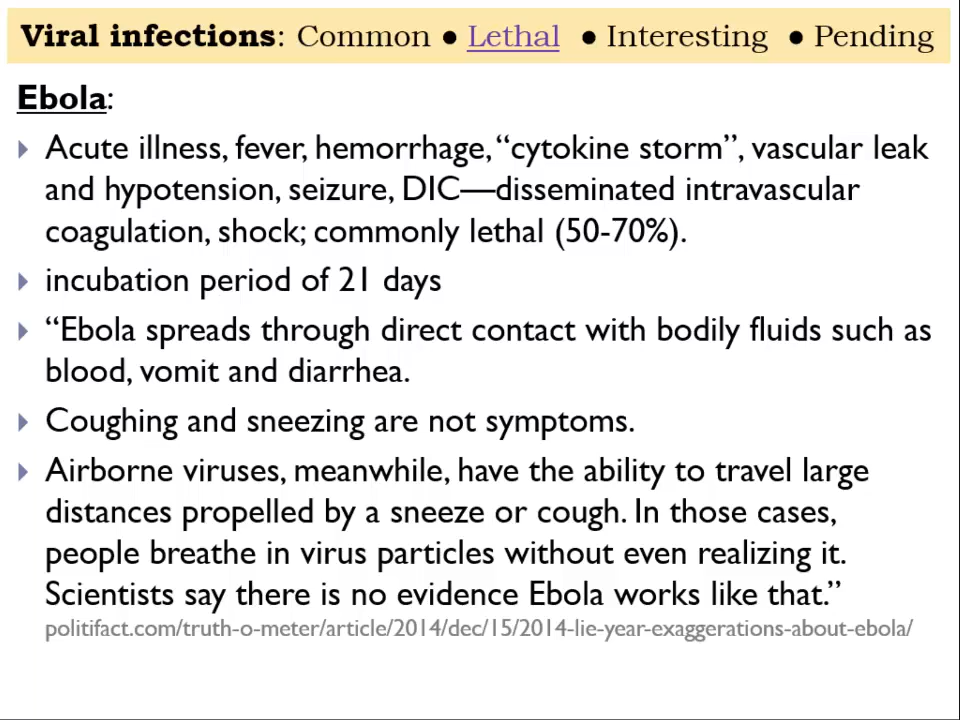 Viral infections: Common ● Lethal ● Interesting ● Pending
Ebola:
Acute illness, fever, hemorrhage, “cytokine storm”, vascular leak
and hypotension, seizure, DIC—disseminated intravascular
coagulation, shock; commonly lethal (50-70%).
incubation period of 21 days
“Ebola spreads through direct contact with bodily fluids such as
blood, vomit and diarrhea.
Coughing and sneezing are not symptoms.
Airborne viruses, meanwhile, have the ability to travel large
distances propelled by a sneeze or cough. In those cases,
people breathe in virus particles without even realizing it.
Scientists say there is no evidence Ebola works like that.”
politifact.com/truth-o-meter/article/2014/dec/15/2014-lie-year-exaggerations-about-ebola/